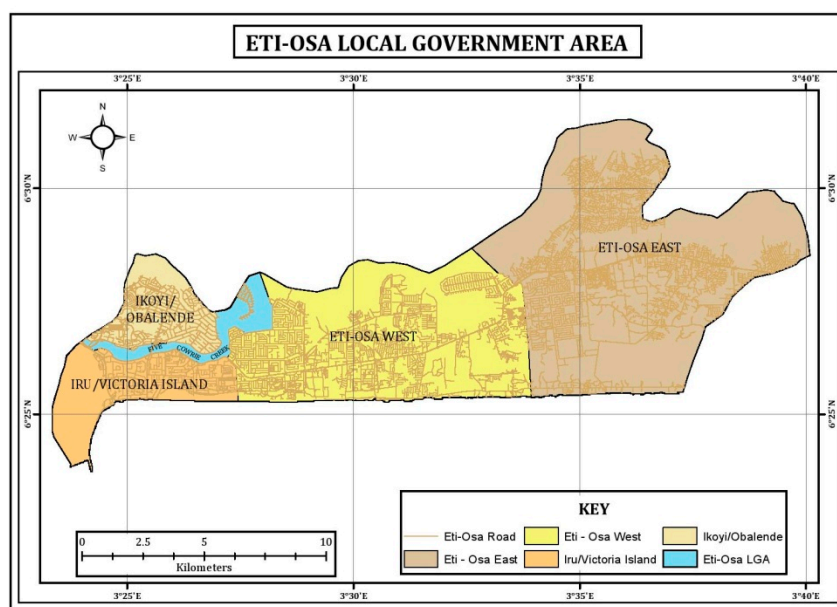 ETI-OSA LOCAL GOVERNMENT AREA
3°25'E
3°30'E
3°35'E
3°40'E
N
W
E
S
6°30'N
6°30'N
ETI-OSA EAST
IKOYI/
OBALENDE
ETI-OSA WEST
FIVE COWRIE CREEK
IRU/VICTORIA ISLAND
6°25'N
6°25'N
KEY
Eti-Osa Road
Eti - Osa West
Ikoyi/Obalende
Eti - Osa East
Iru/Victoria Island
Eti-Osa LGA
0 2.5 5 10
Kilometers
3°25'E
3°30'E
3°35'E
3°40'E